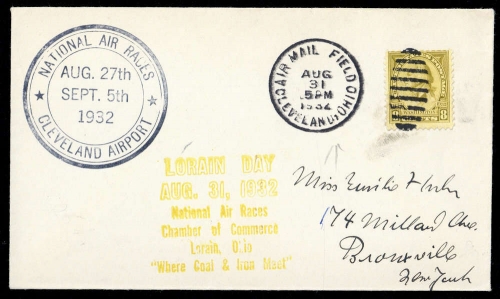 NATIONAL AIR RACES
AUG. 27th
SEPT. 5th
1932
★ CLEVELAND AIRPORT ★
AIR MAIL FIELD
AUG
31
5PM
1932
CLEVELAND, OHIO
8
LORAIN DAY
AUG. 31, 1932
National Air Races
Chamber of Commerce
Lorain, Ohio
"Where Coal & Iron Meet"
Miss
174 Millard Ave.
Bronxville
New York